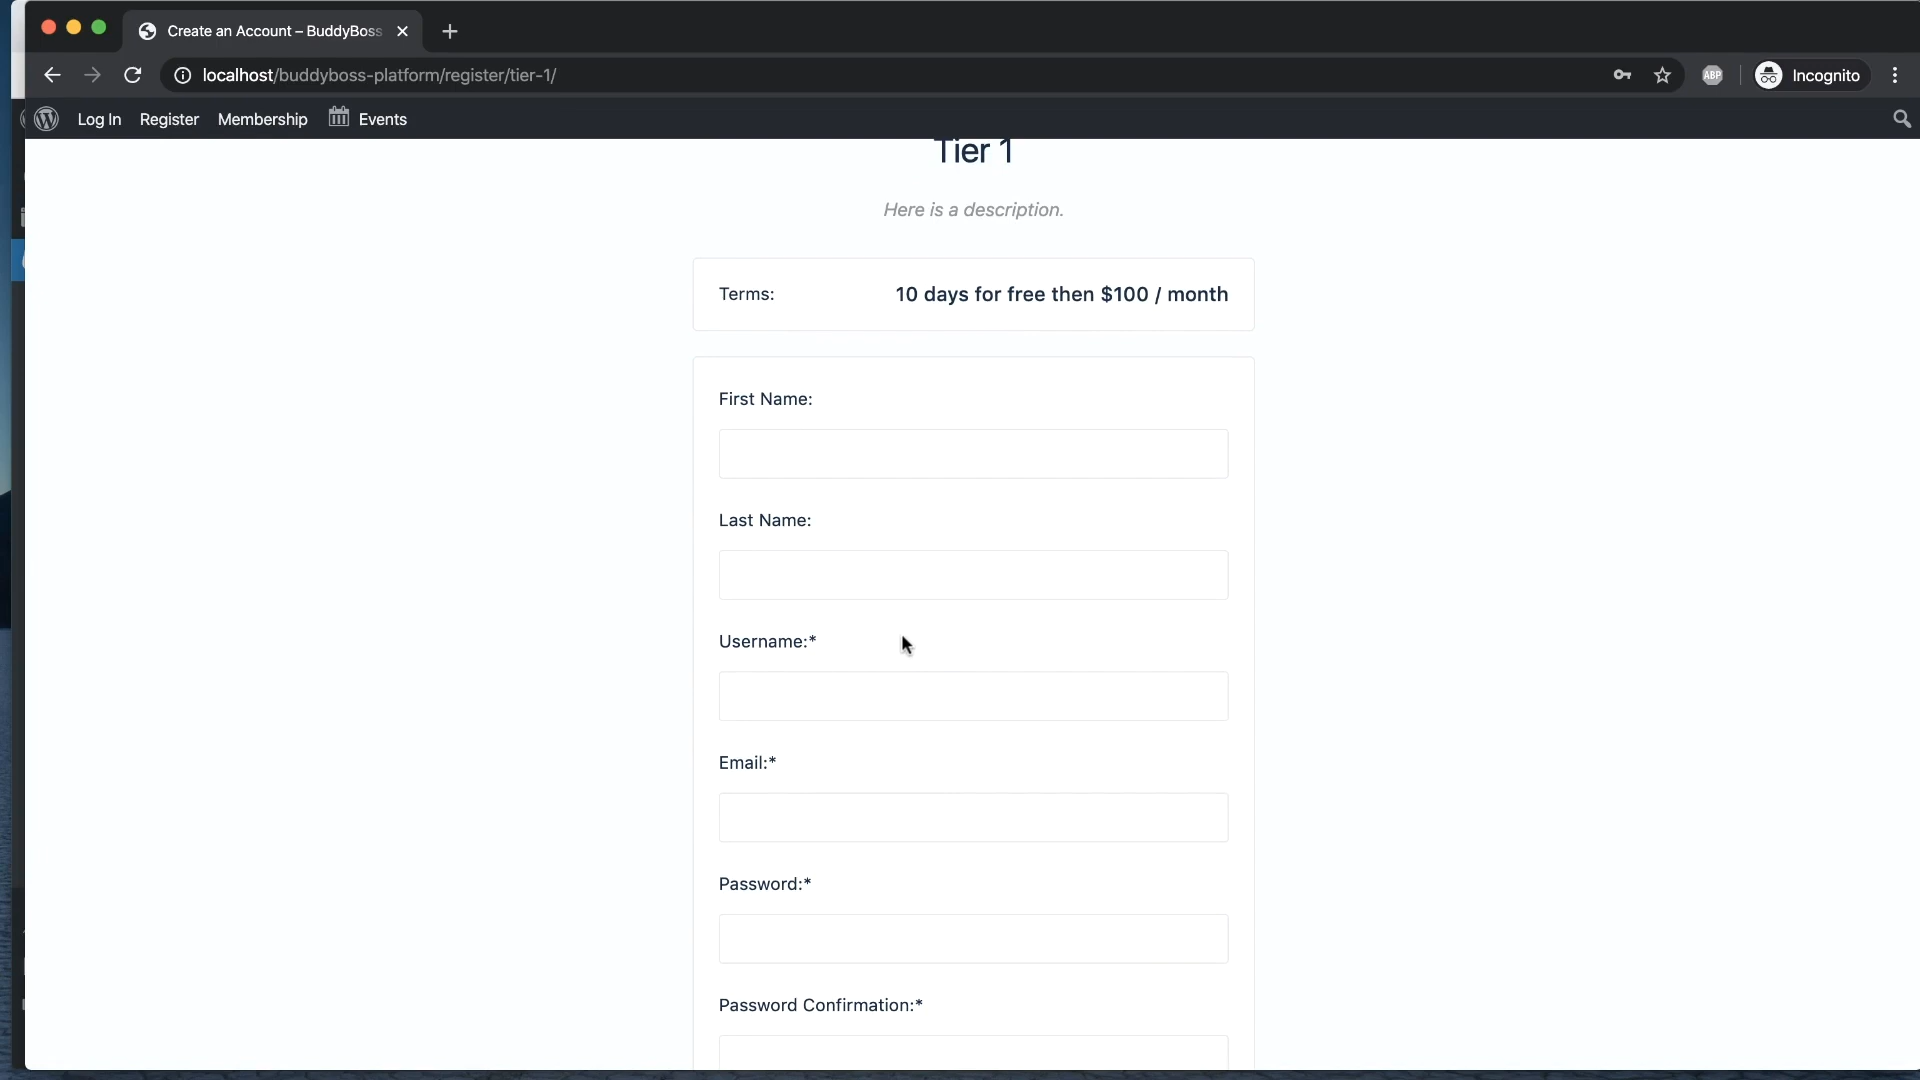 Create an Account – BuddyBoss
localhost/buddyboss-platform/register/tier-1/
ABP
Incognito
Log In Register Membership Events
Tier 1
Here is a description.
Terms: 10 days for free then $100 / month
First Name:
Last Name:
Username:*
Email:*
Password:*
Password Confirmation:*